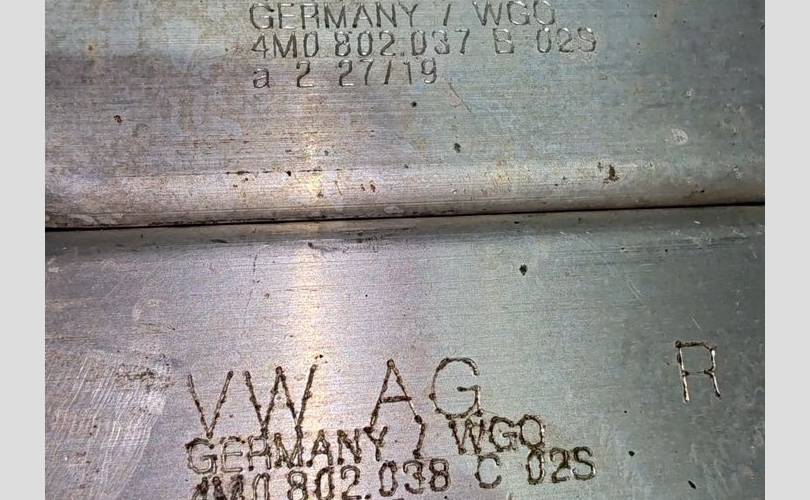 GERMANY / WGO
4M0 802.037 B 02S
a 2 27/19
VW AG R
GERMANY / WGO
4M0 802.038 C 02S